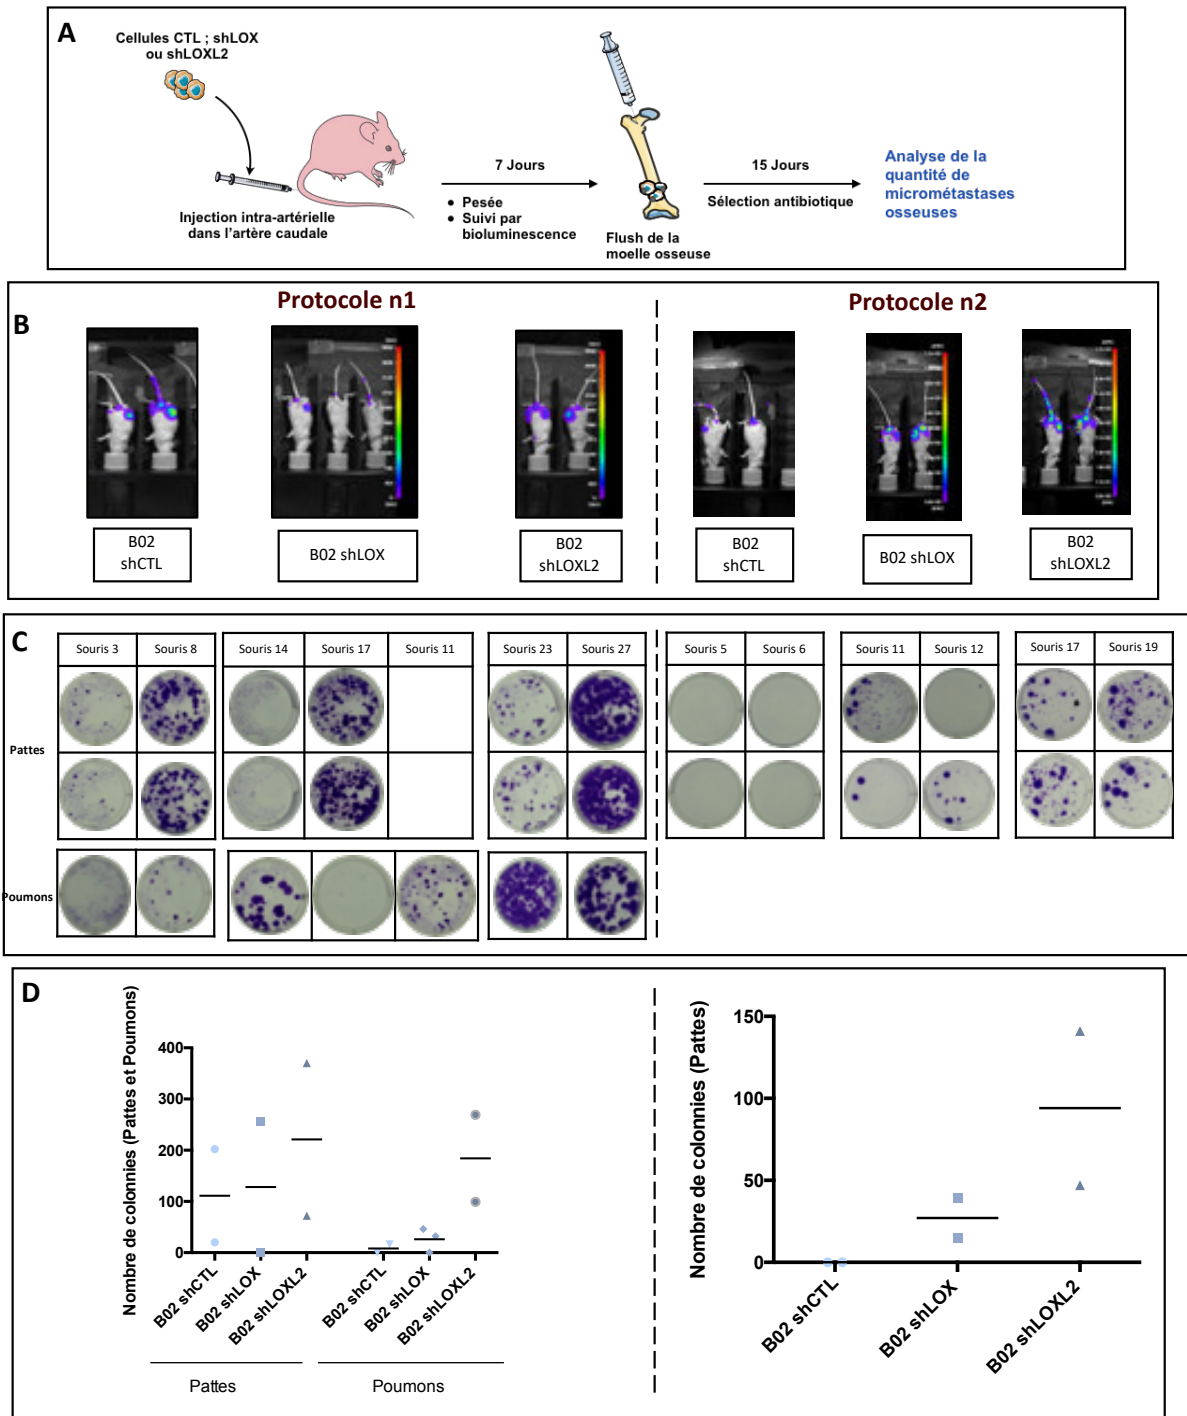 A
Cellules CTL ; shLOX
ou shLOXL2
Injection intra-artérielle
dans l'artère caudale
7 Jours
• Pesée
• Suivi par
bioluminescence
Flush de la
moelle osseuse
15 Jours
Sélection antibiotique
Analyse de la
quantité de
micrométastases
osseuses
B
Protocole n1
Protocole n2
B02
shCTL
B02 shLOX
B02
shLOXL2
B02
shCTL
B02 shLOX
B02
shLOXL2
C
Souris 3
Souris 8
Souris 14
Souris 17
Souris 11
Souris 23
Souris 27
Souris 5
Souris 6
Souris 11
Souris 12
Souris 17
Souris 19
Pattes
Poumons
D
Nombre de colonnies (Pattes et Poumons)
400
300
200
100
0
B02 shCTL
B02 shLOX
B02 shLOXL2
B02 shCTL
B02 shLOX
B02 shLOXL2
Pattes
Poumons
Nombre de colonnies (Pattes)
150
100
50
0
B02 shCTL
B02 shLOX
B02 shLOXL2